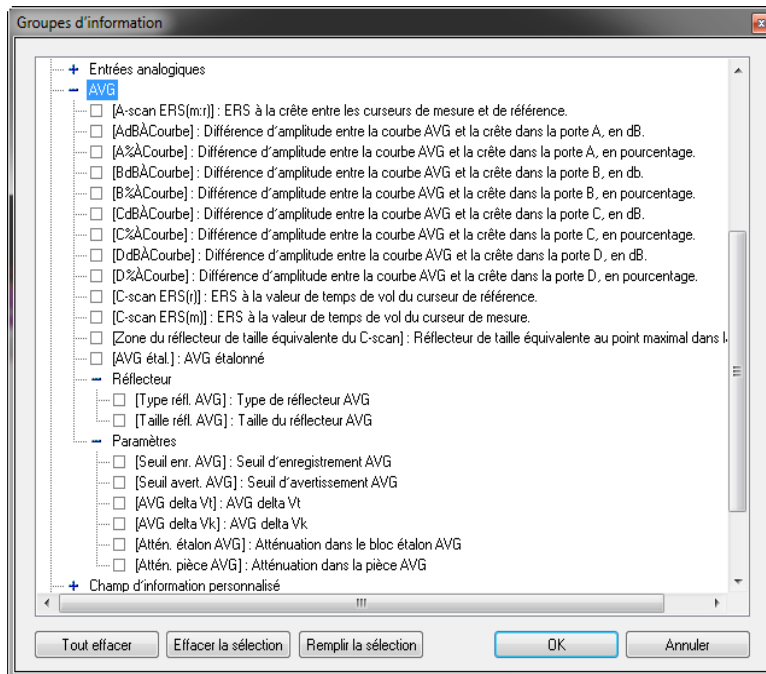 Groupes d'information
Entrées analogiques
AVG
[A-scan ERS(m:r)] : ERS à la crête entre les curseurs de mesure et de référence.
[AdBÀCourbe] : Différence d'amplitude entre la courbe AVG et la crête dans la porte A, en dB.
[A%ÀCourbe] : Différence d'amplitude entre la courbe AVG et la crête dans la porte A, en pourcentage.
[BdBÀCourbe] : Différence d'amplitude entre la courbe AVG et la crête dans la porte B, en db.
[B%ÀCourbe] : Différence d'amplitude entre la courbe AVG et la crête dans la porte B, en pourcentage.
[CdBÀCourbe] : Différence d'amplitude entre la courbe AVG et la crête dans la porte C, en dB.
[C%ÀCourbe] : Différence d'amplitude entre la courbe AVG et la crête dans la porte C, en pourcentage.
[DdBÀCourbe] : Différence d'amplitude entre la courbe AVG et la crête dans la porte D, en dB.
[D%ÀCourbe] : Différence d'amplitude entre la courbe AVG et la crête dans la porte D, en pourcentage.
[C-scan ERS(r)] : ERS à la valeur de temps de vol du curseur de référence.
[C-scan ERS(m)] : ERS à la valeur de temps de vol du curseur de mesure.
[Zone du réflecteur de taille équivalente du C-scan] : Réflecteur de taille équivalente au point maximal dans
[AVG étal.] : AVG étalonné
Réflecteur
[Type réfl. AVG] : Type de réflecteur AVG
[Taille réfl. AVG] : Taille du réflecteur AVG
Paramètres
[Seuil enr. AVG] : Seuil d'enregistrement AVG
[Seuil avert. AVG] : Seuil d'avertissement AVG
[AVG delta Vt] : AVG delta Vt
[AVG delta Vk] : AVG delta Vk
[Attén. étalon AVG] : Atténuation dans le bloc étalon AVG
[Attén. pièce AVG] : Atténuation dans la pièce AVG
Champ d'information personnalisé
Tout effacer Effacer la sélection Remplir la sélection OK Annuler